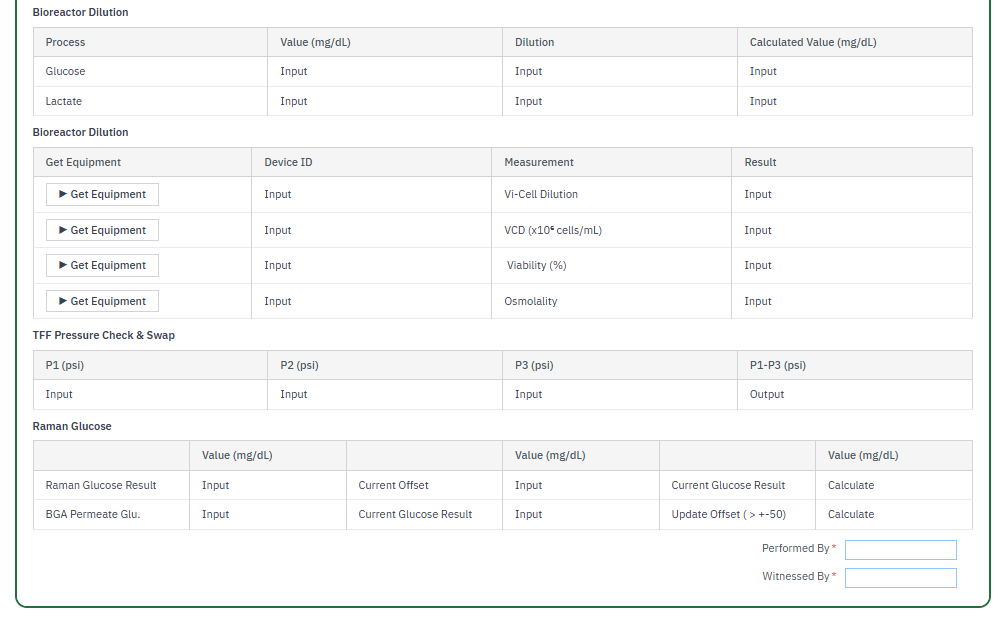 Bioreactor Dilution
Process Value (mg/dL) Dilution Calculated Value (mg/dL)
Glucose Input Input Input
Lactate Input Input Input
Bioreactor Dilution
Get Equipment Device ID Measurement Result
▶ Get Equipment Input Vi-Cell Dilution Input
▶ Get Equipment Input VCD (x10⁶ cells/mL) Input
▶ Get Equipment Input Viability (%) Input
▶ Get Equipment Input Osmolality Input
TFF Pressure Check & Swap
P1 (psi) P2 (psi) P3 (psi) P1-P3 (psi)
Input Input Input Output
Raman Glucose
Value (mg/dL) Value (mg/dL) Value (mg/dL)
Raman Glucose Result Input Current Offset Input Current Glucose Result Calculate
BGA Permeate Glu. Input Current Glucose Result Input Update Offset ( > +-50) Calculate
Performed By *
Witnessed By *